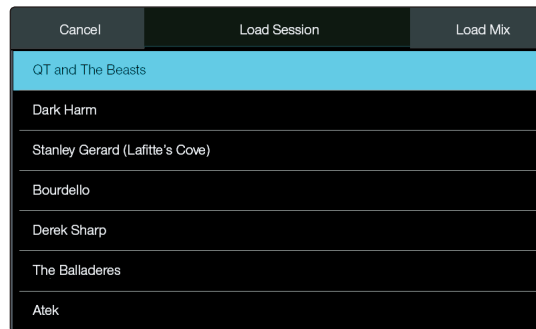 Cancel Load Session Load Mix
QT and The Beasts
Dark Harm
Stanley Gerard (Lafitte's Cove)
Bourdello
Derek Sharp
The Balladeres
Atek